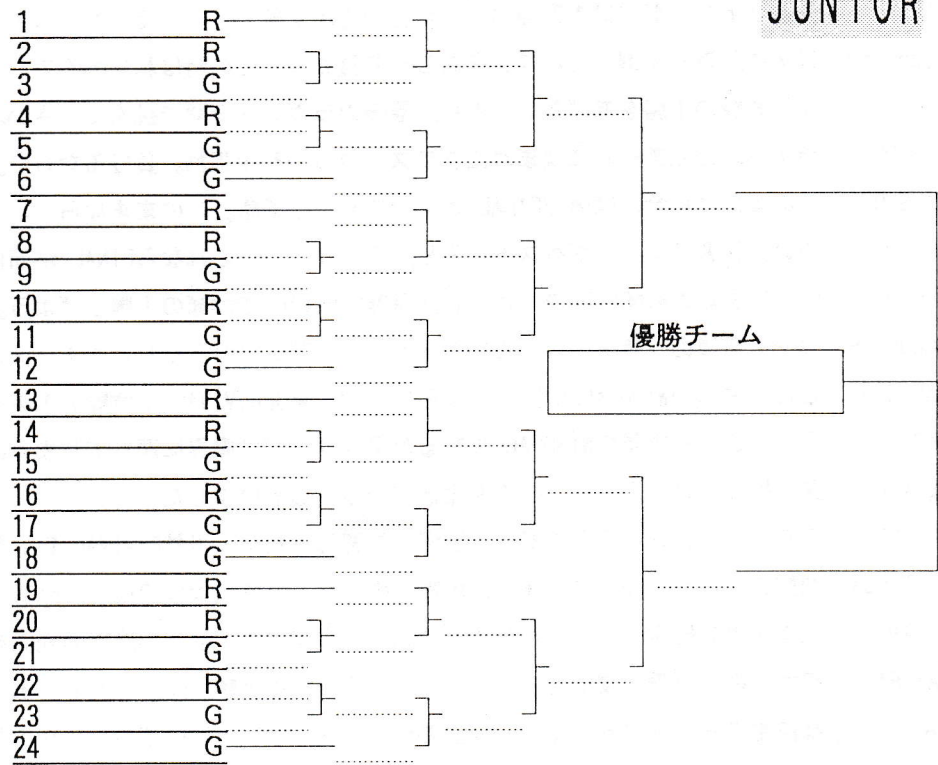 JUNIOR
1 R
2 R
3 G
4 R
5 G
6 G
7 R
8 R
9 G
10 R
11 G
12 G
13 R
14 R
15 G
16 R
17 G
18 G
19 R
20 R
21 G
22 R
23 G
24 G
優勝チーム